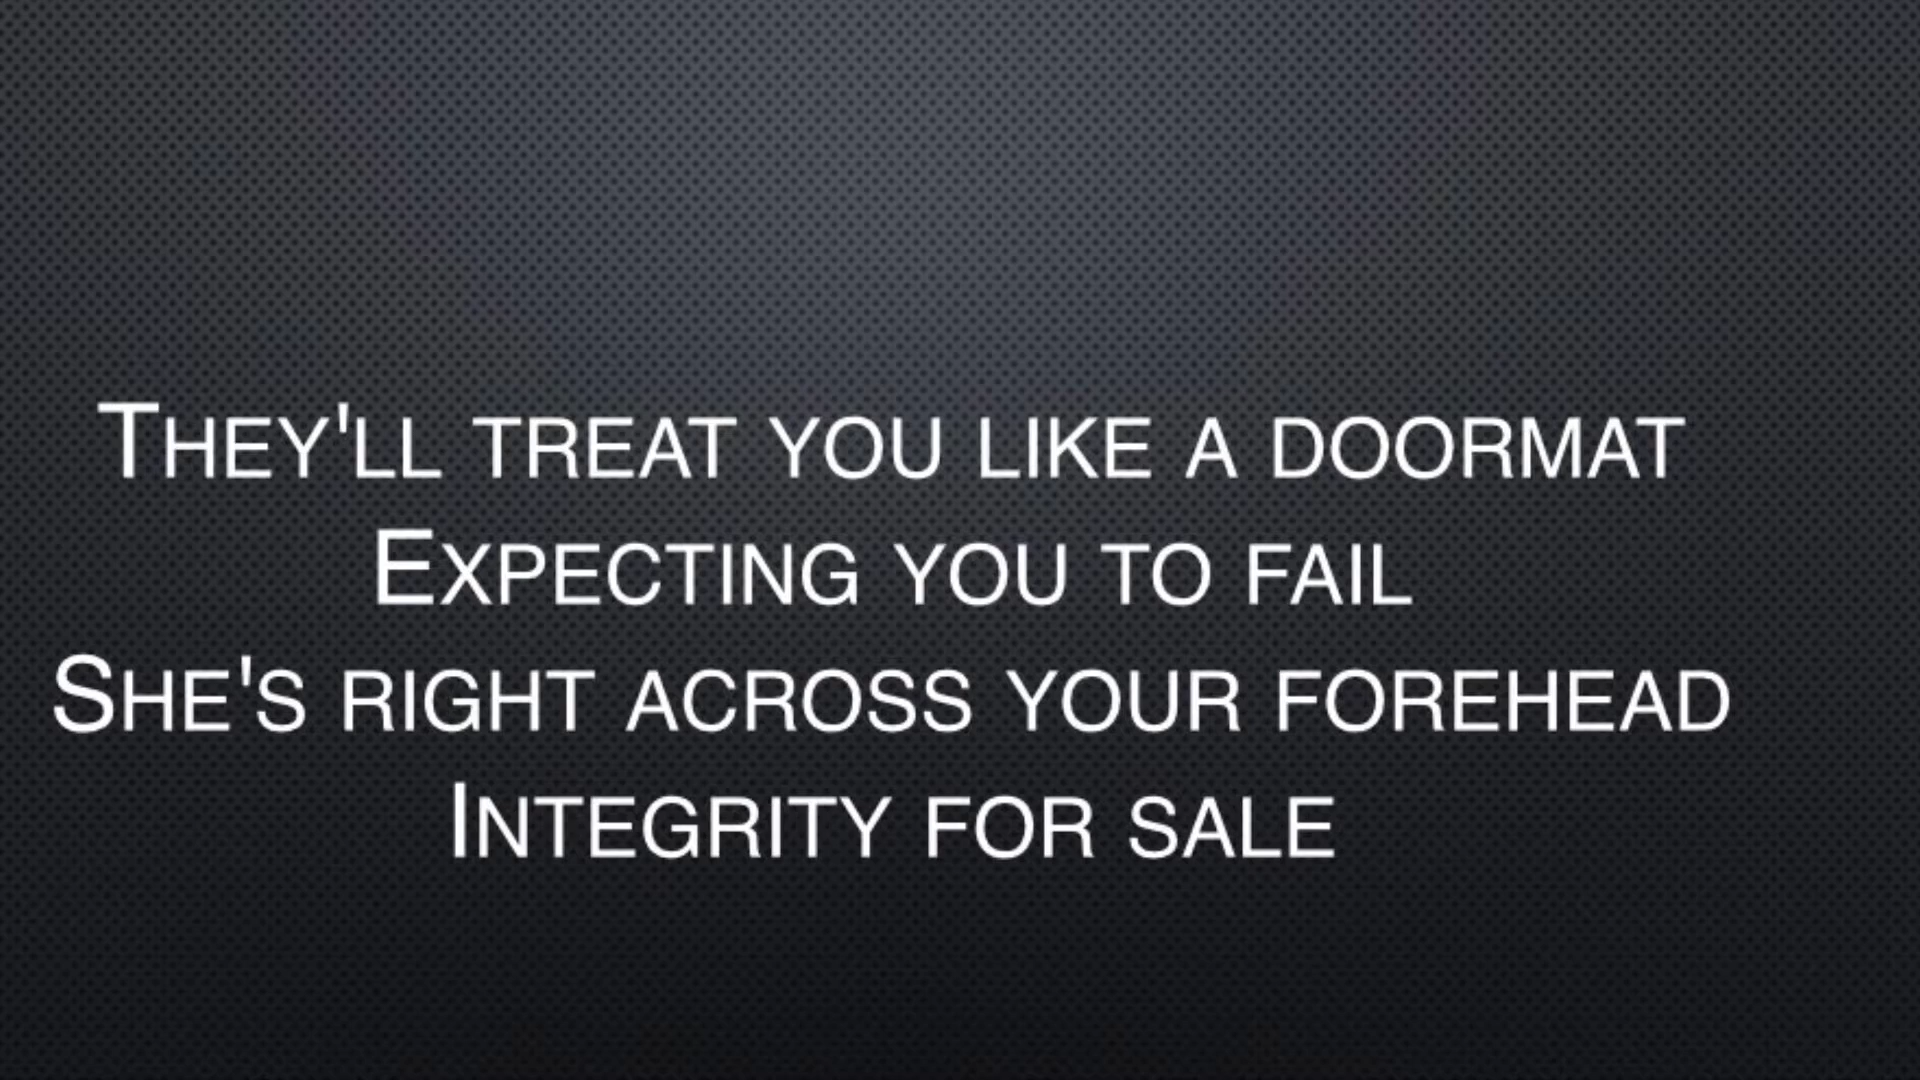 They'll treat you like a doormat
Expecting you to fail
She's right across your forehead
Integrity for sale